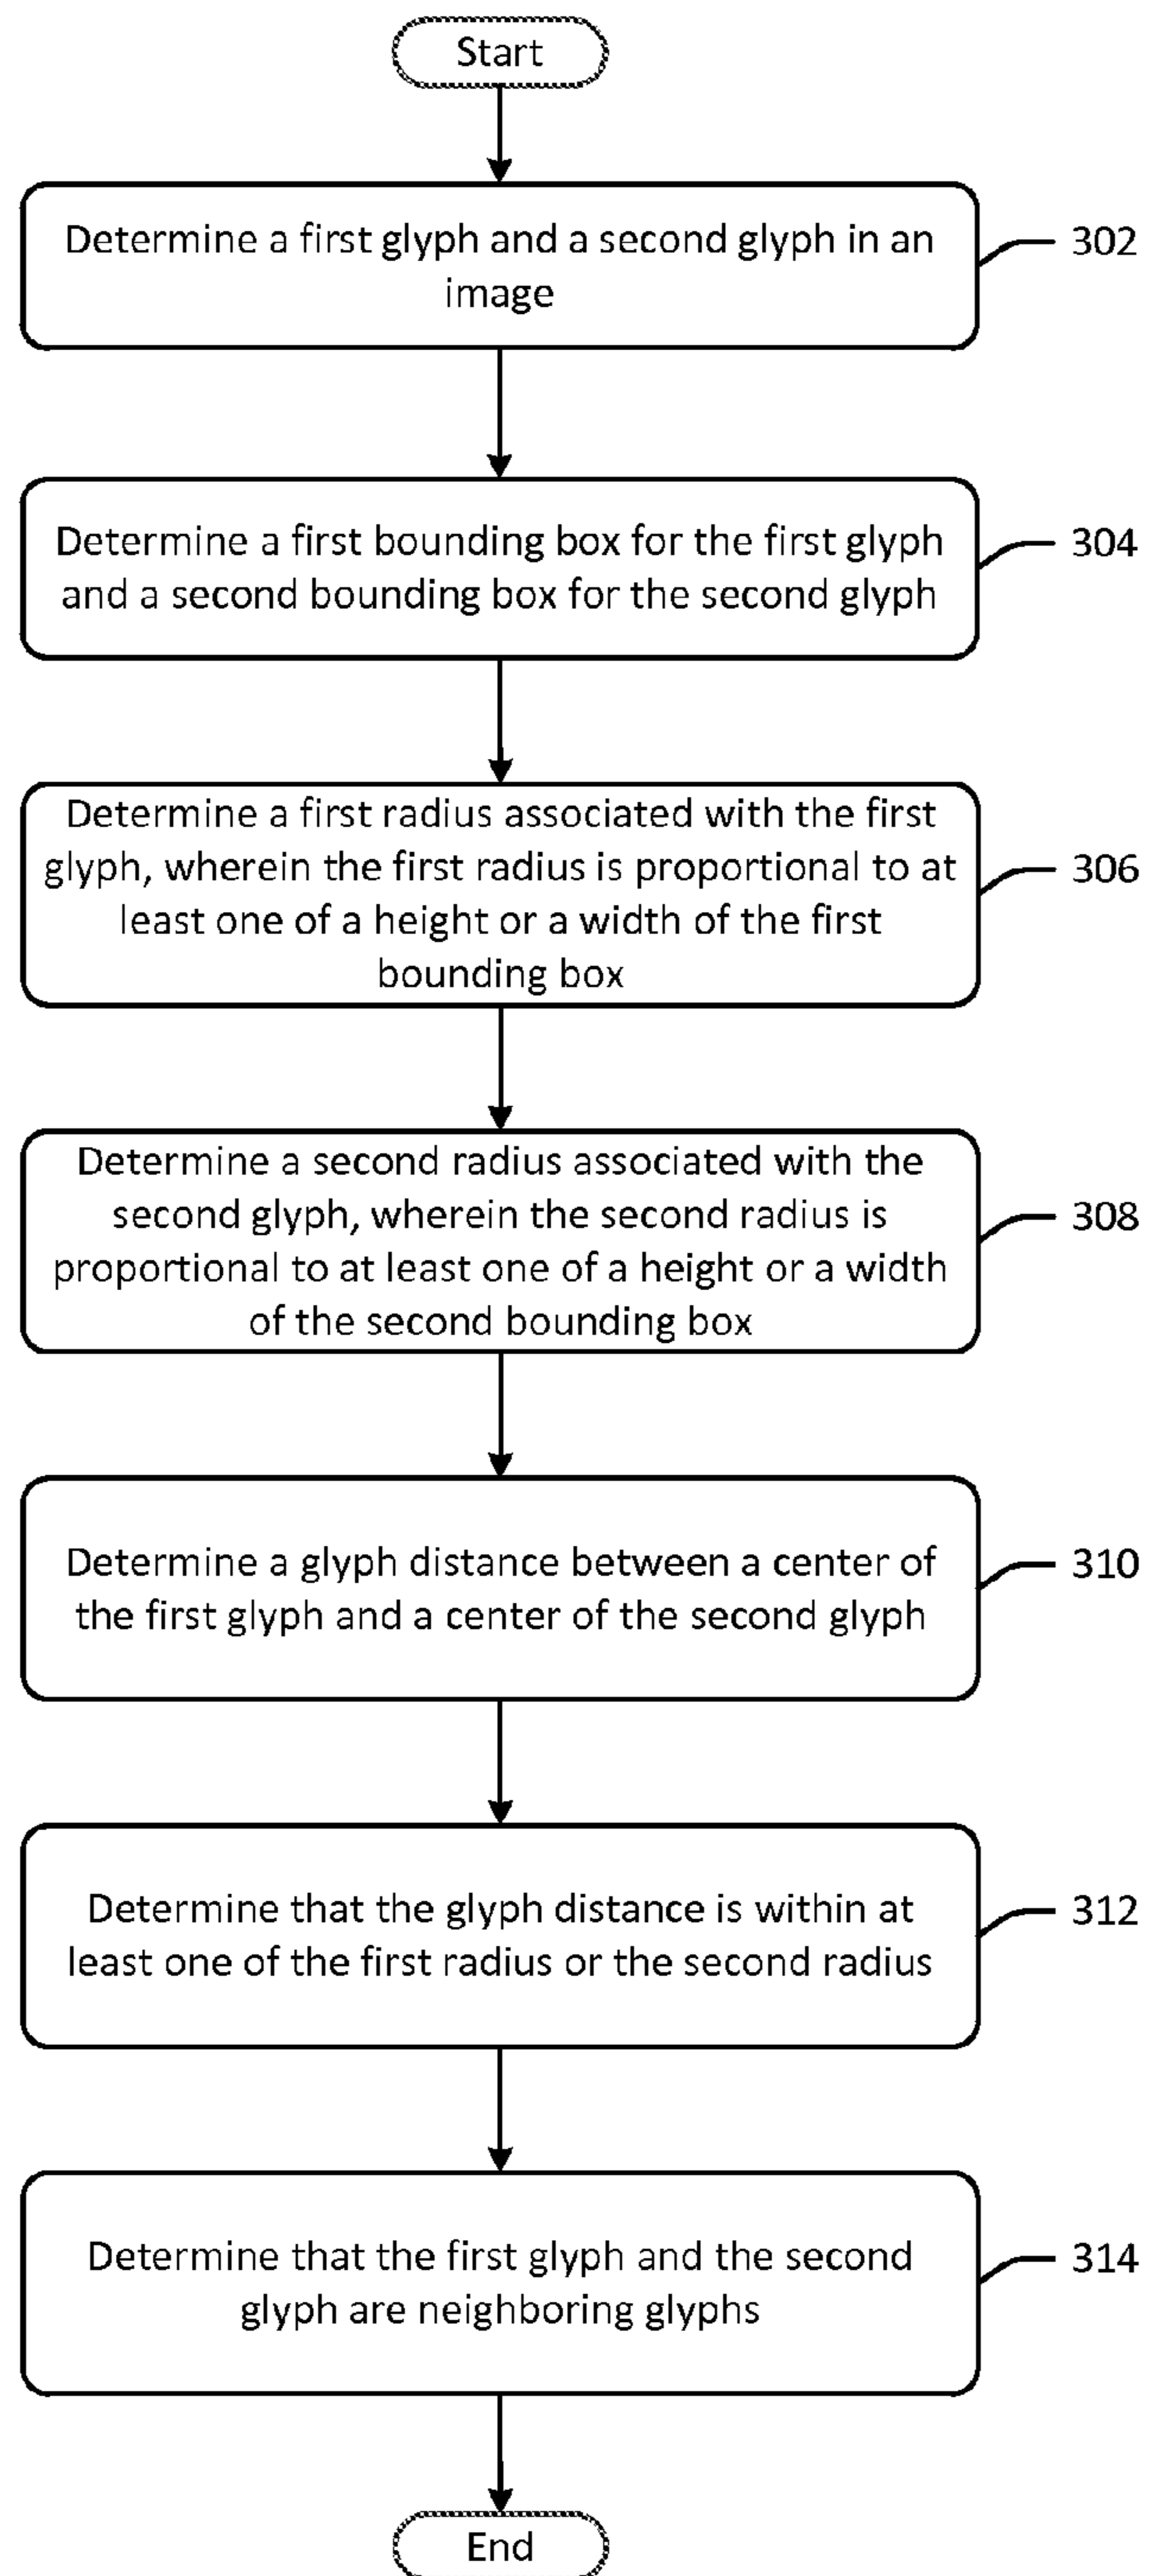 Start
Determine a first glyph and a second glyph in an
image
302
Determine a first bounding box for the first glyph
and a second bounding box for the second glyph
304
Determine a first radius associated with the first
glyph, wherein the first radius is proportional to at
least one of a height or a width of the first
bounding box
306
Determine a second radius associated with the
second glyph, wherein the second radius is
proportional to at least one of a height or a width
of the second bounding box
308
Determine a glyph distance between a center of
the first glyph and a center of the second glyph
310
Determine that the glyph distance is within at
least one of the first radius or the second radius
312
Determine that the first glyph and the second
glyph are neighboring glyphs
314
End